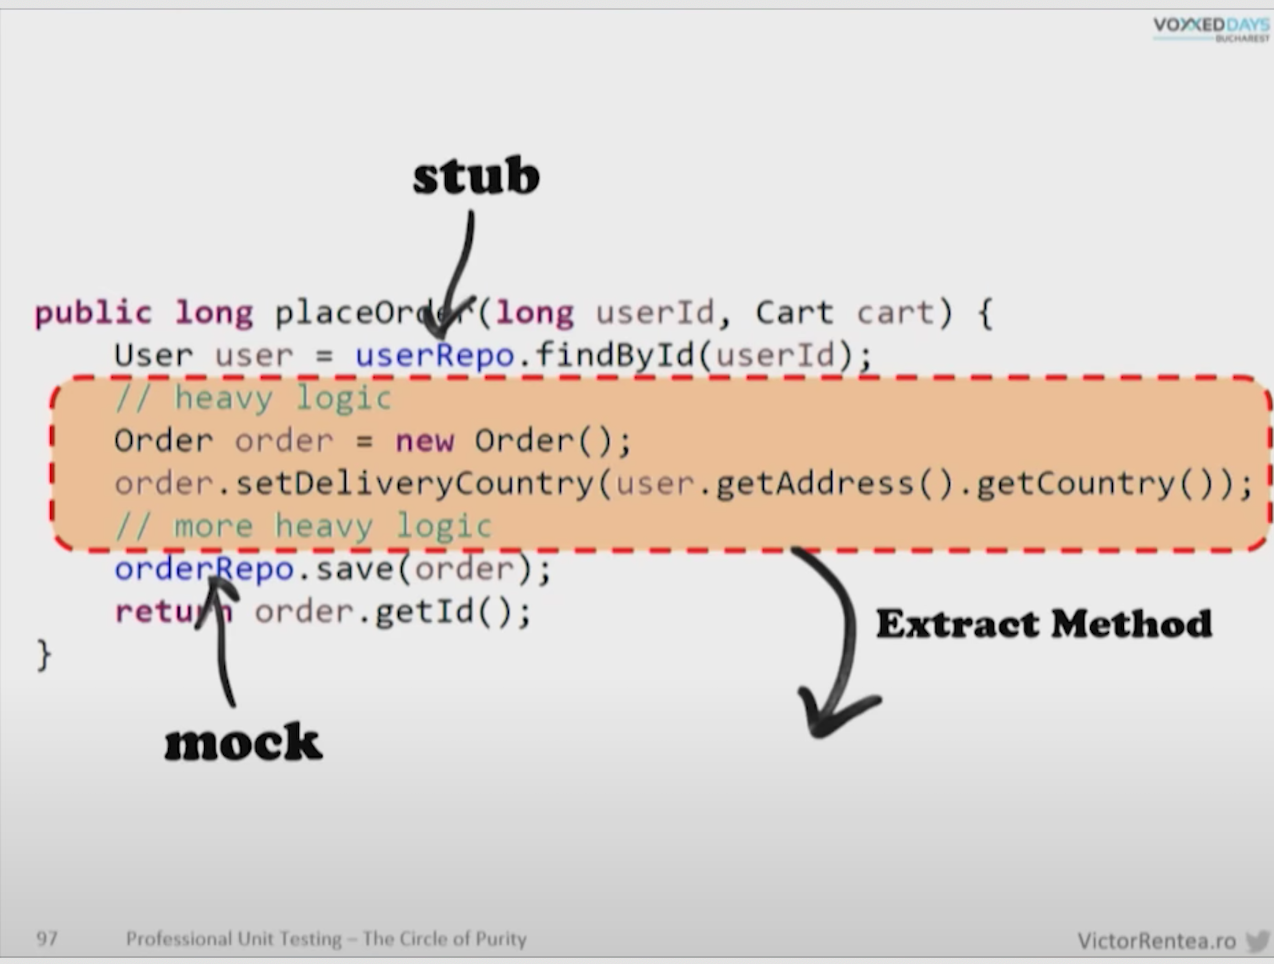 VOXXEDDAYS
BUCHAREST
stub
public long placeOrder(long userId, Cart cart) {
User user = userRepo.findById(userId);
// heavy logic
Order order = new Order();
order.setDeliveryCountry(user.getAddress().getCountry());
// more heavy logic
orderRepo.save(order);
return order.getId();
}
Extract Method
mock
97 Professional Unit Testing – The Circle of Purity VictorRentea.ro